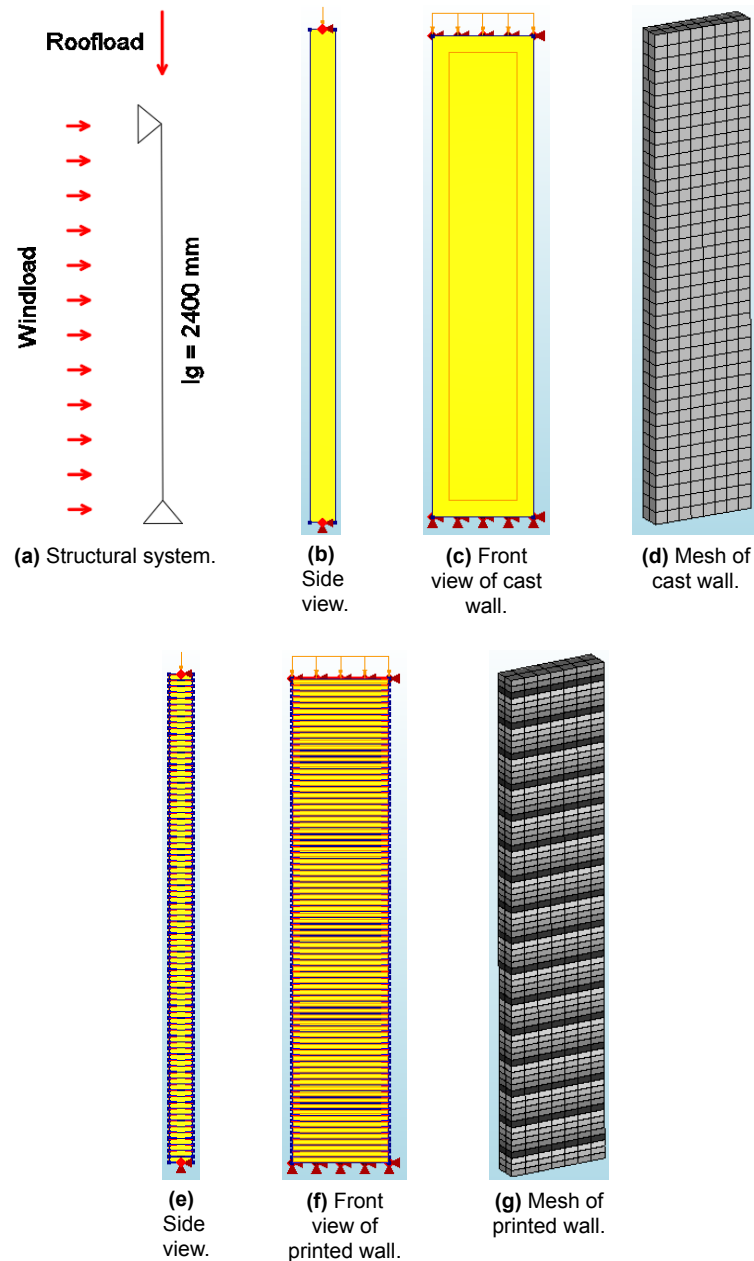 Roofload
Windload
lg = 2400 mm
(a) Structural system.
(b)
Side
view.
(c) Front
view of cast
wall.
(d) Mesh of
cast wall.
(e)
Side
view.
(f) Front
view of
printed wall.
(g) Mesh of
printed wall.